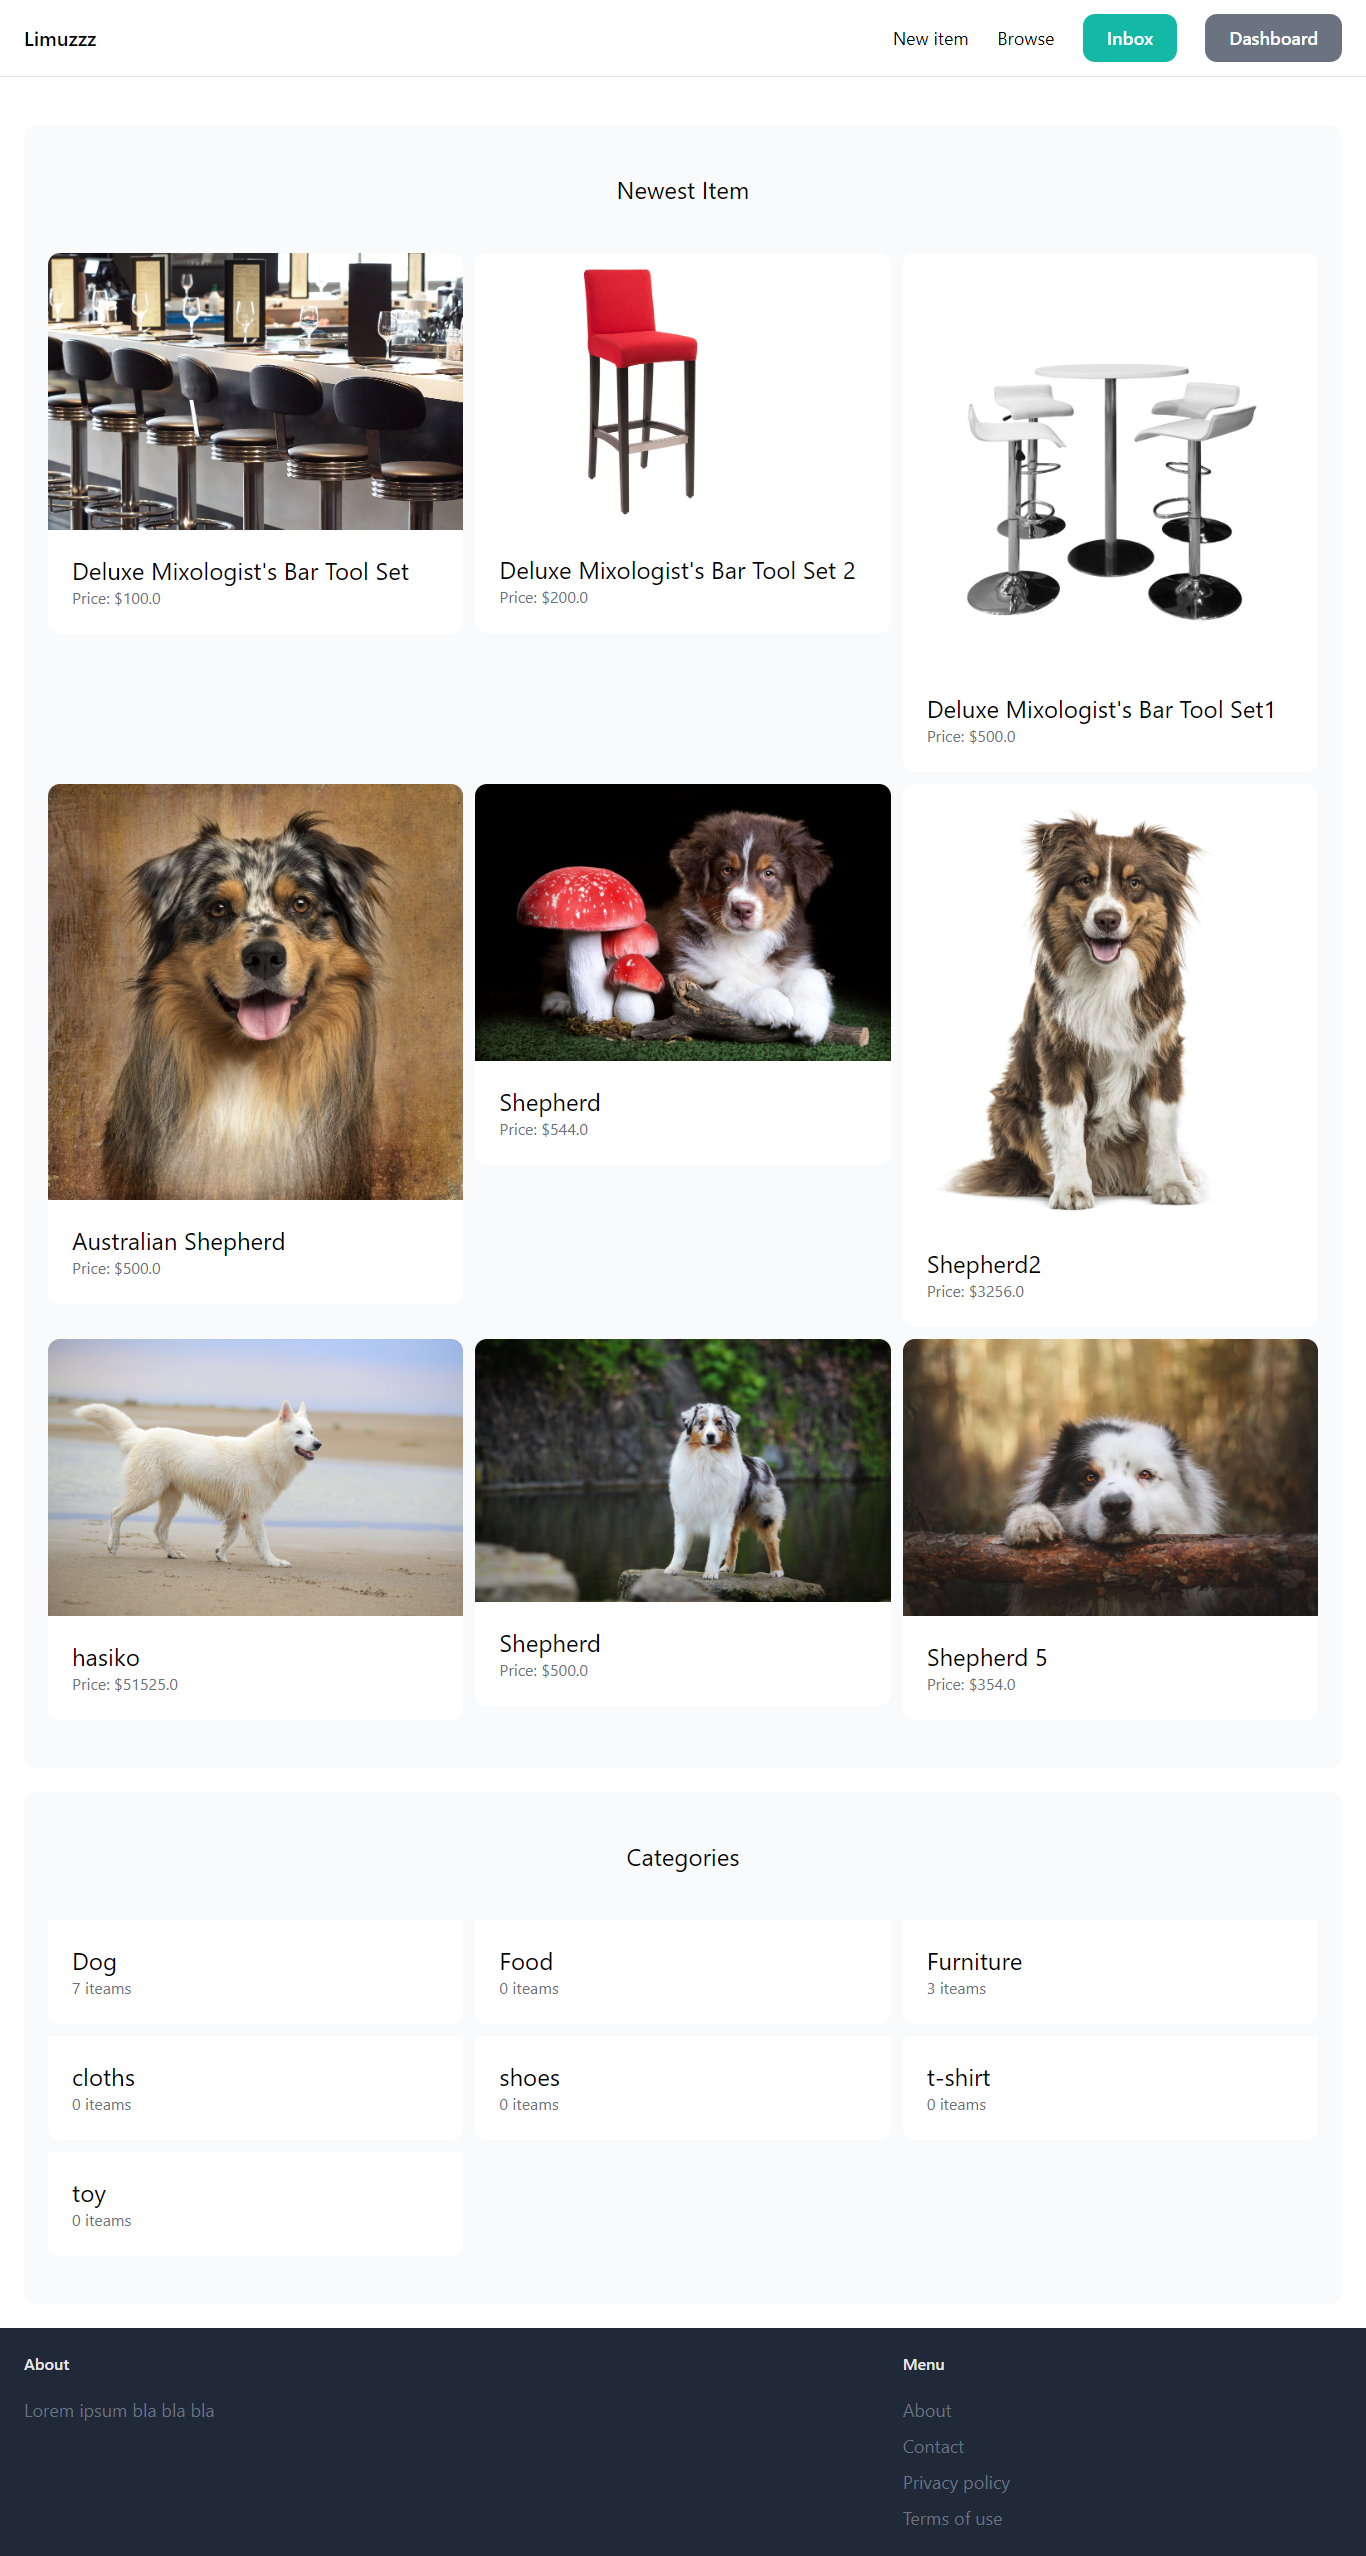 Limuzzz
New item
Browse
Inbox
Dashboard
Newest Item
Deluxe Mixologist's Bar Tool Set
Price: $100.0
Deluxe Mixologist's Bar Tool Set 2
Price: $200.0
Deluxe Mixologist's Bar Tool Set1
Price: $500.0
Australian Shepherd
Price: $500.0
Shepherd
Price: $544.0
Shepherd2
Price: $3256.0
hasiko
Price: $51525.0
Shepherd
Price: $500.0
Shepherd 5
Price: $354.0
Categories
Dog
7 iteams
Food
0 iteams
Furniture
3 iteams
cloths
0 iteams
shoes
0 iteams
t-shirt
0 iteams
toy
0 iteams
About
Lorem ipsum bla bla bla
Menu
About
Contact
Privacy policy
Terms of use